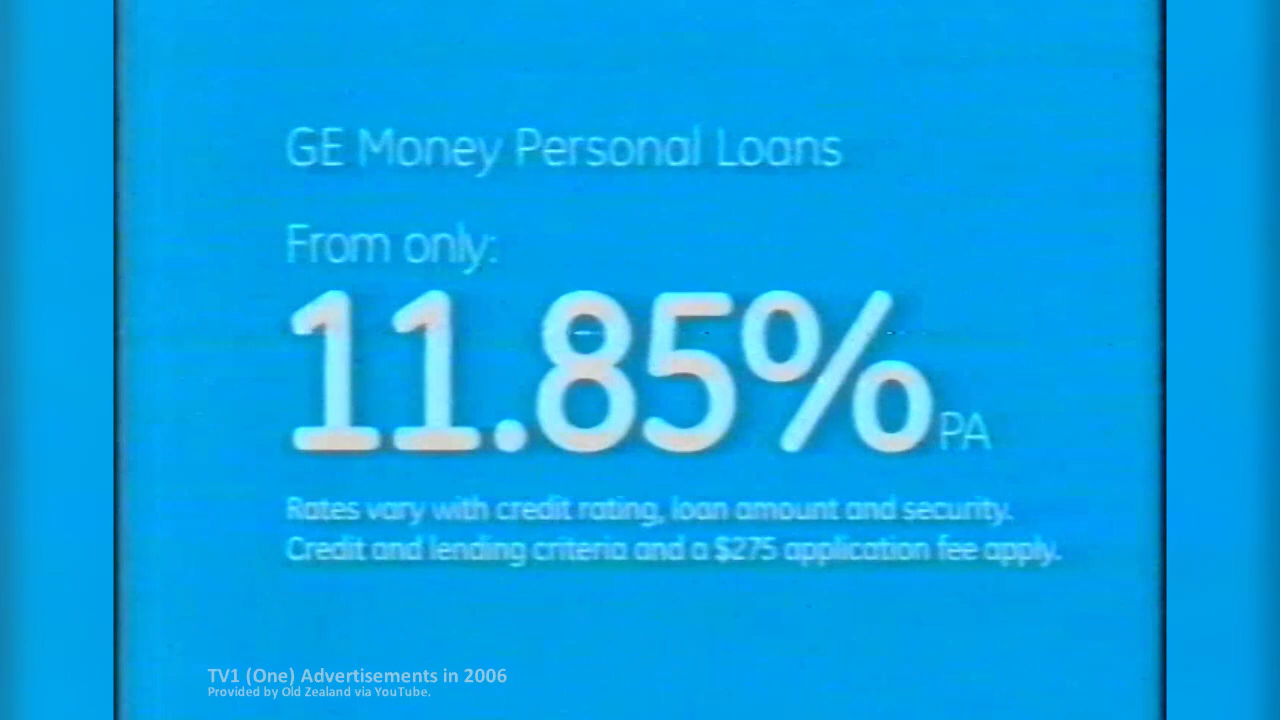 GE Money Personal Loans
From only:
11.85% PA
Rates vary with credit rating, loan amount and security.
Credit and lending criteria and a $275 application fee apply.
TV1 (One) Advertisements in 2006
Provided by Old Zealand via YouTube.